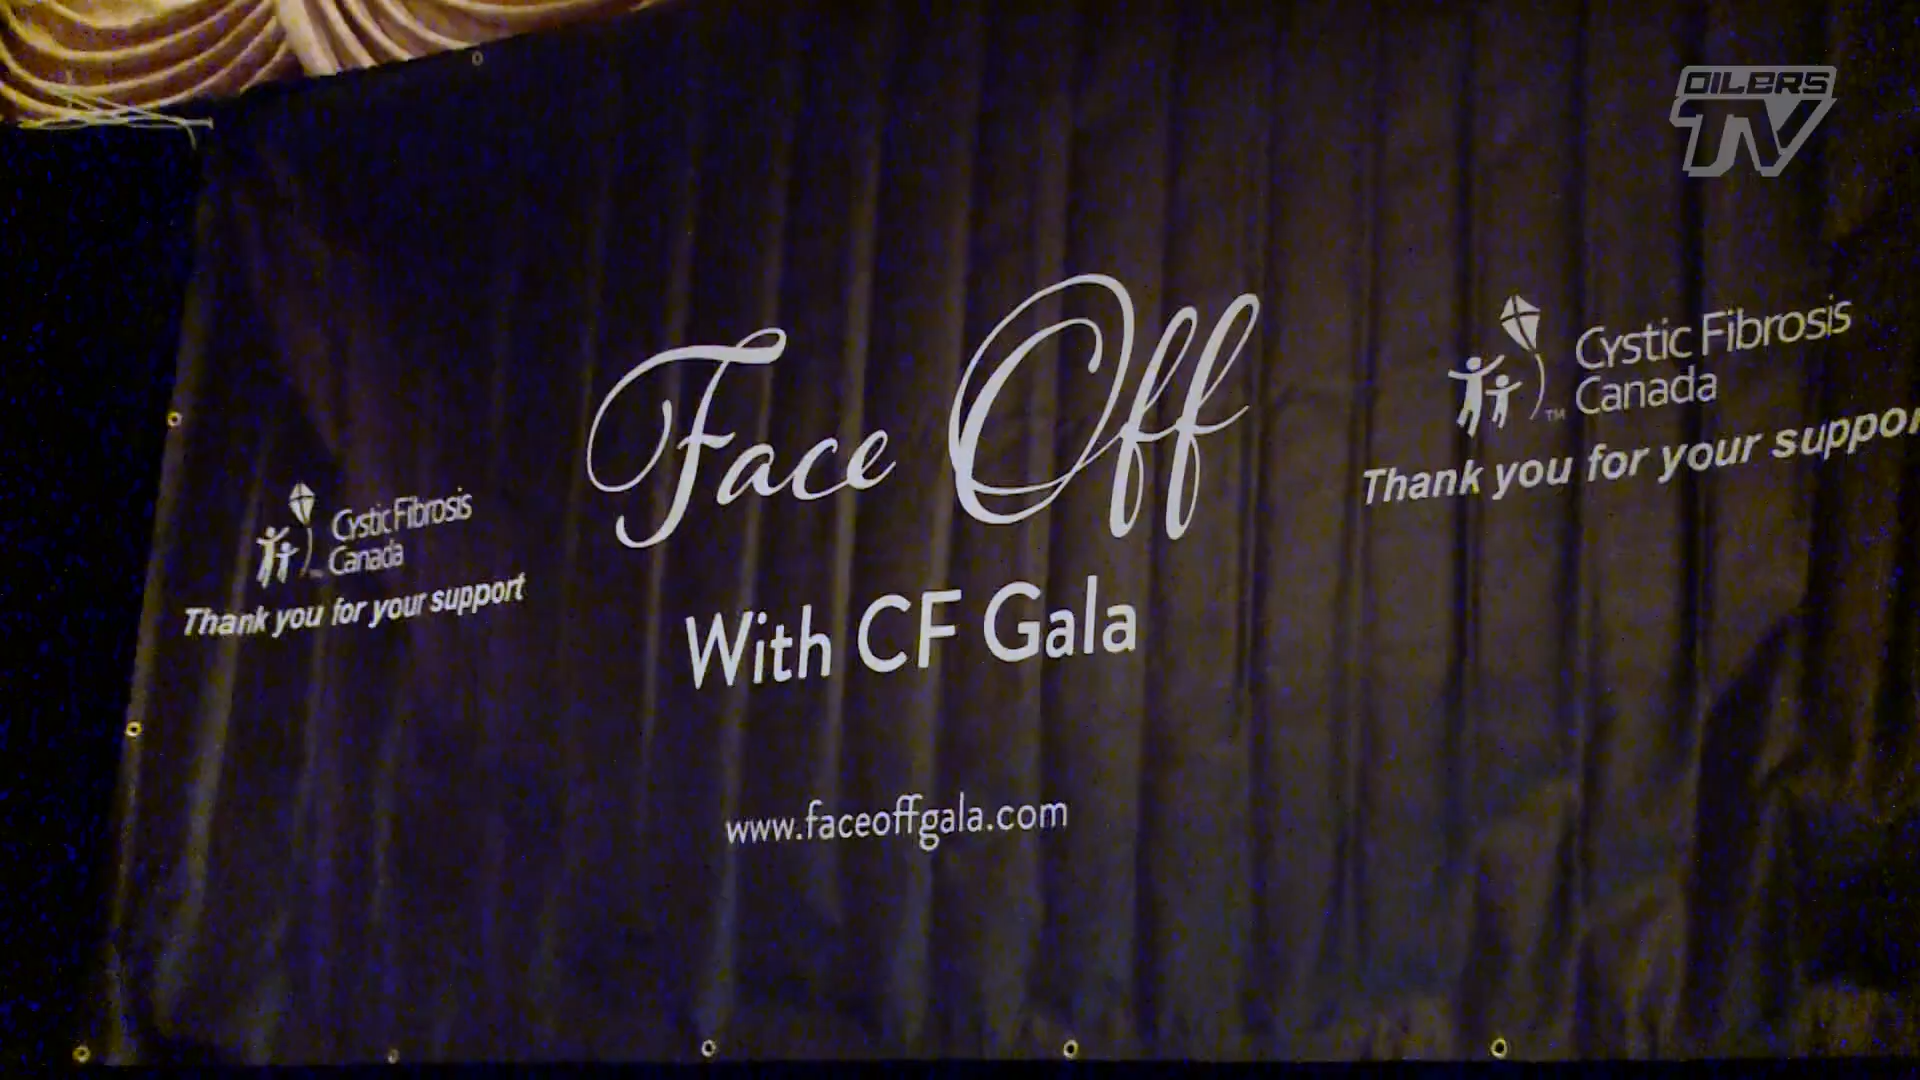 OILERS
TV
Face Off
With CF Gala
www.faceoffgala.com
Cystic Fibrosis
Canada
Thank you for your support
Cystic Fibrosis
Canada ™
Thank you for your suppor